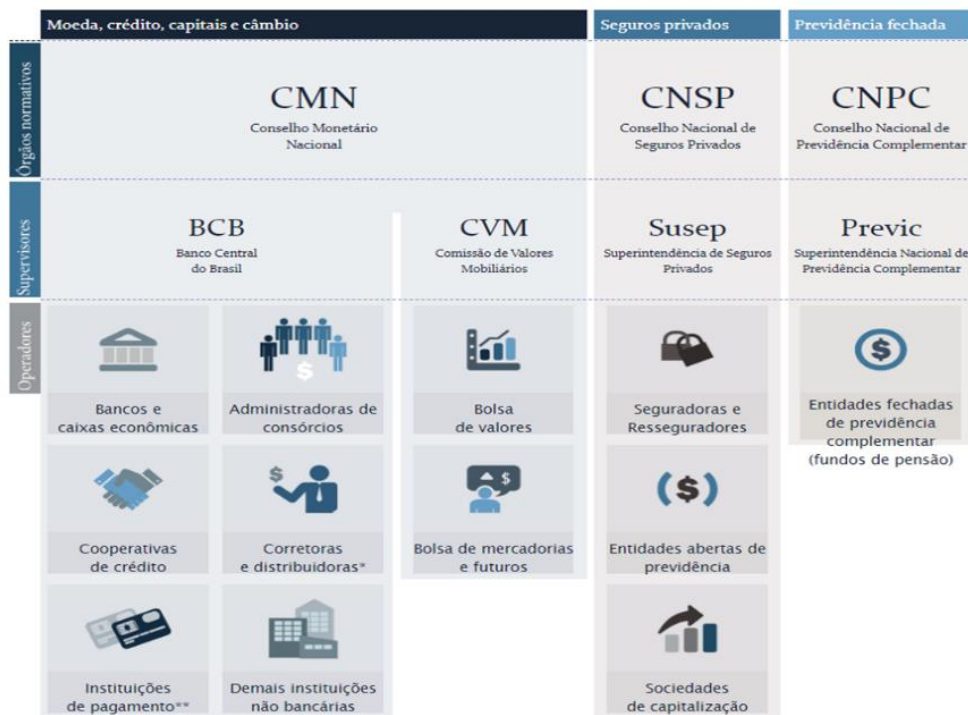 Moeda, crédito, capitais e câmbio
Seguros privados
Previdência fechada
Órgãos normativos
CMN
Conselho Monetário
Nacional
CNSP
Conselho Nacional de
Seguros Privados
CNPC
Conselho Nacional de
Previdência Complementar
Supervisores
BCB
Banco Central
do Brasil
CVM
Comissão de Valores
Mobiliários
Susep
Superintendência de Seguros
Privados
Previc
Superintendência Nacional de
Previdência Complementar
Operadores
Bancos e
caixas econômicas
Administradoras de
consórcios
Bolsa
de valores
Seguradoras e
Resseguradores
Entidades fechadas
de previdência
complementar
(fundos de pensão)
Cooperativas
de crédito
Corretoras
e distribuidoras*
Bolsa de mercadorias
e futuros
Entidades abertas de
previdência
Instituições
de pagamento**
Demais instituições
não bancárias
Sociedades
de capitalização